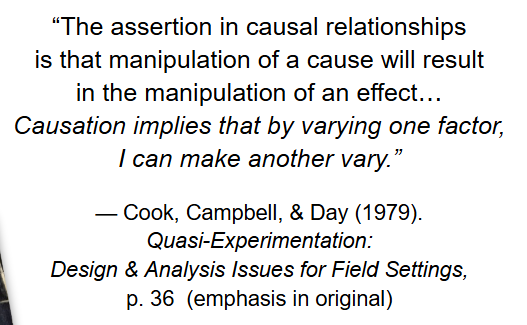 “The assertion in causal relationships
is that manipulation of a cause will result
in the manipulation of an effect…
Causation implies that by varying one factor,
I can make another vary.”
— Cook, Campbell, & Day (1979).
Quasi-Experimentation:
Design & Analysis Issues for Field Settings,
p. 36 (emphasis in original)